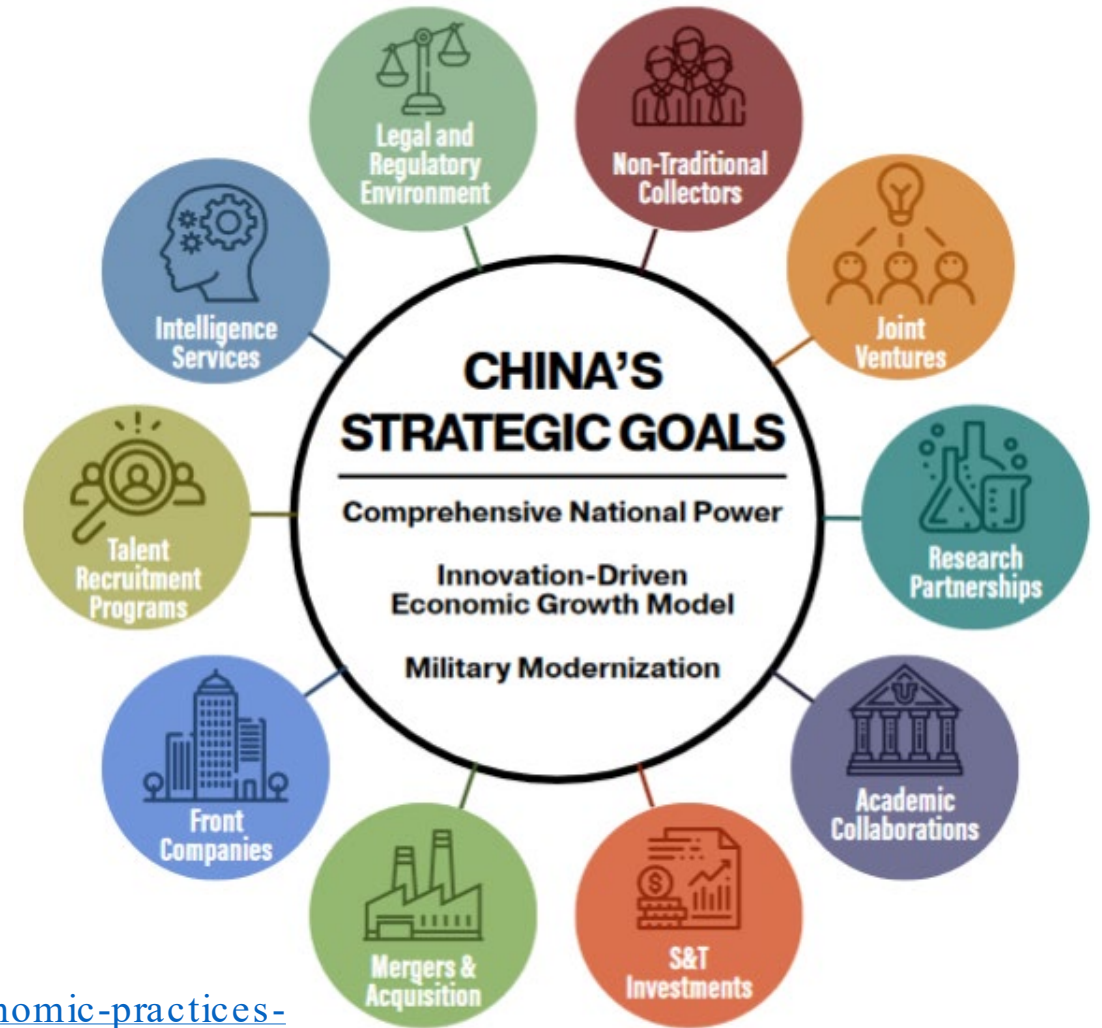 CHINA'S
STRATEGIC GOALS
Comprehensive National Power
Innovation-Driven
Economic Growth Model
Military Modernization
Legal and
Regulatory
Environment
Non-Traditional
Collectors
Joint
Ventures
Research
Partnerships
Academic
Collaborations
$
S&T
Investments
Mergers &
Acquisition
Front
Companies
Talent
Recruitment
Programs
Intelligence
Services
nomic-practices-